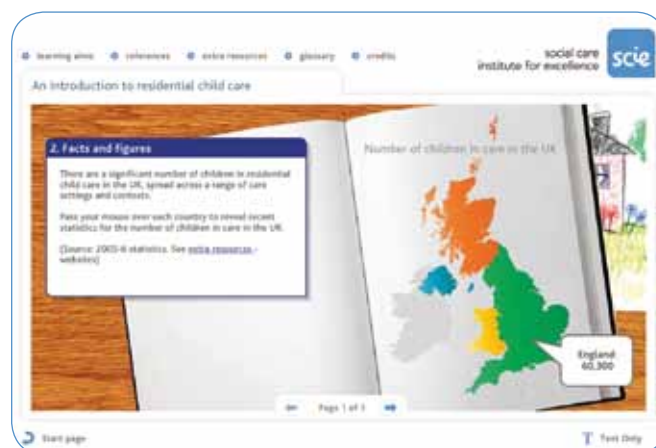 learning aims references extra resources glossary credits
social care
institute for excellence
scie
An introduction to residential child care
2. Facts and figures
There are a significant number of children in residential
child care in the UK, spread across a range of care
settings and contexts.
Pass your mouse over each country to reveal recent
statistics for the number of children in care in the UK.
(Source: 2005-6 statistics. See extra resources -
websites)
Number of children in care in the UK
England:
60,300
Page 1 of 3
Start page
Text Only